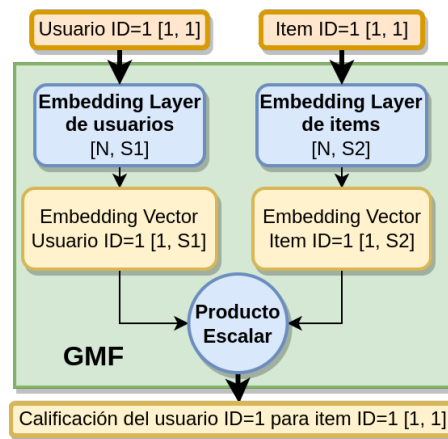 Usuario ID=1 [1, 1]
Item ID=1 [1, 1]
Embedding Layer
de usuarios
[N, S1]
Embedding Layer
de items
[N, S2]
Embedding Vector
Usuario ID=1 [1, S1]
Embedding Vector
Item ID=1 [1, S2]
Producto
Escalar
GMF
Calificación del usuario ID=1 para item ID=1 [1, 1]